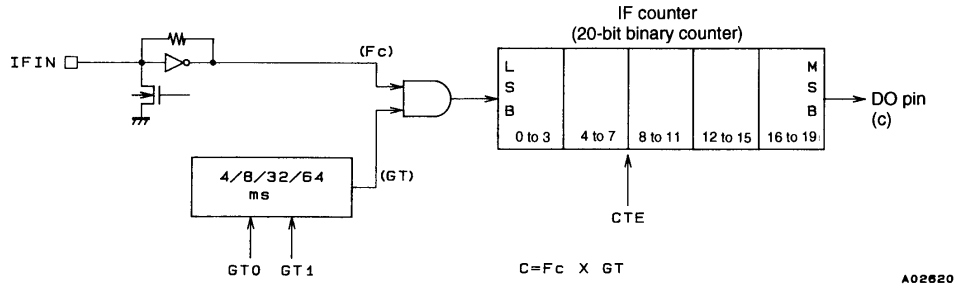 IF counter
(20-bit binary counter)
IFIN
(Fc)
L
S
B
M
S
B
0 to 3
4 to 7
8 to 11
12 to 15
16 to 19
DO pin
(c)
4/8/32/64
ms
(GT)
CTE
GT0 GT1
C=Fc X GT
A02620